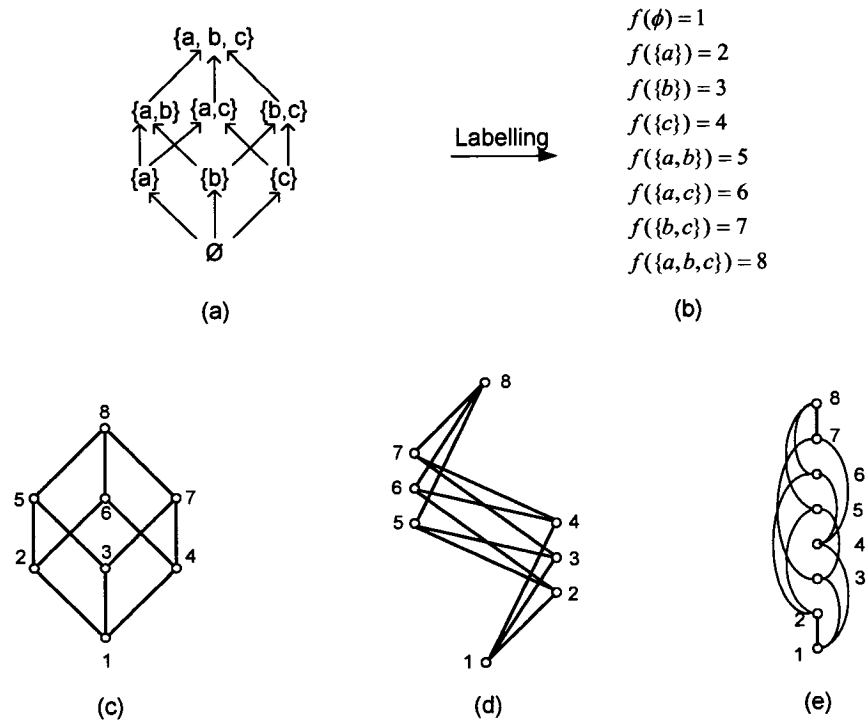 {a, b, c}
{a,b} {a,c} {b,c}
{a} {b} {c}
Ø
(a)
Labelling
f(ϕ) = 1
f({a}) = 2
f({b}) = 3
f({c}) = 4
f({a,b}) = 5
f({a,c}) = 6
f({b,c}) = 7
f({a,b,c}) = 8
(b)
8
5 6 7
2 3 4
1
(c)
8
7
6
5 4
3
2
1
(d)
8
7
6
5
4
3
2
1
(e)